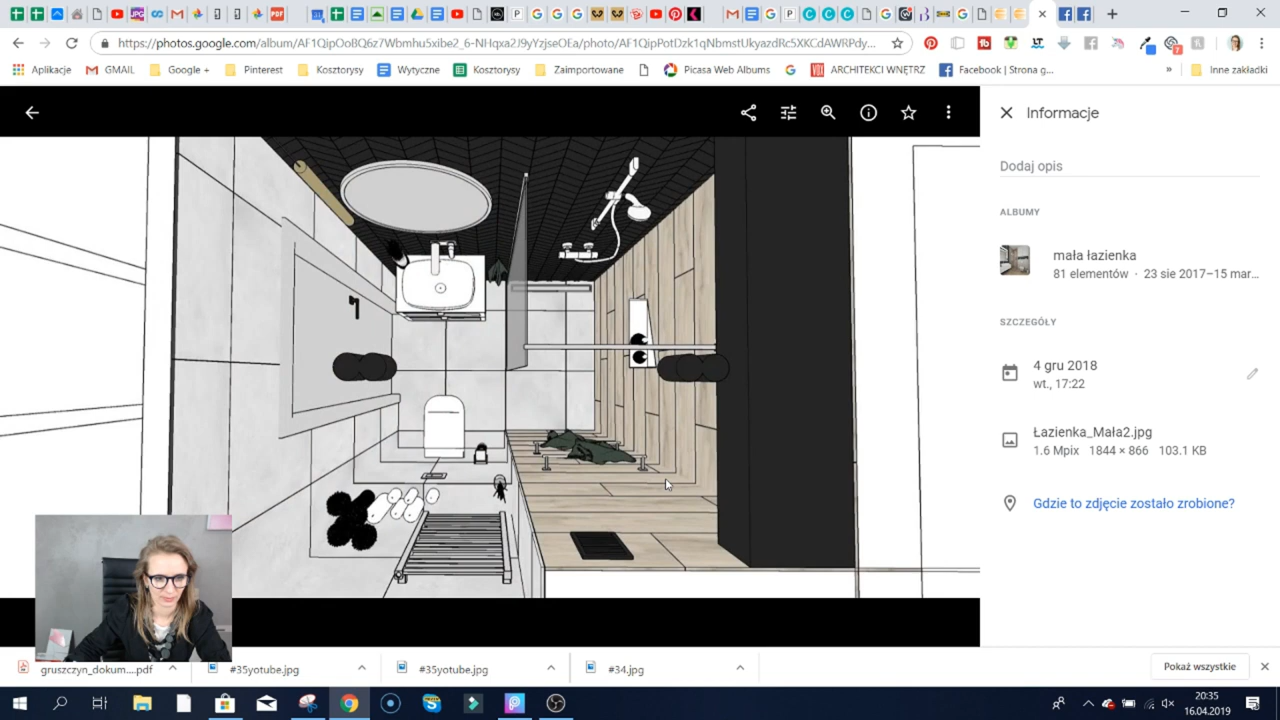 https://photos.google.com/album/AF1QipOoBQ6z7Wbmhu5xibe2_6-NHqxa2J9yYzjseOEa/photo/AF1QipPotDzk1qNbmstUkyazdRc5XKCdAWRPdy...
Aplikacje
GMAIL
Google +
Pinterest
Kosztorysy
Wytyczne
Kosztorysy
Zaimportowane
Picasa Web Albums
ARCHITEKCI WNĘTRZ
Facebook | Strona g...
»
Inne zakładki
Informacje
Dodaj opis
ALBUMY
mała łazienka
81 elementów · 23 sie 2017–15 mar...
SZCZEGÓŁY
4 gru 2018
wt., 17:22
Łazienka_Mała2.jpg
1.6 Mpix 1844 × 866 103.1 KB
Gdzie to zdjęcie zostało zrobione?
gruszczyn_dokum....pdf
#35yotube.jpg
#35yotube.jpg
#34.jpg
Pokaż wszystkie
20:35
16.04.2019